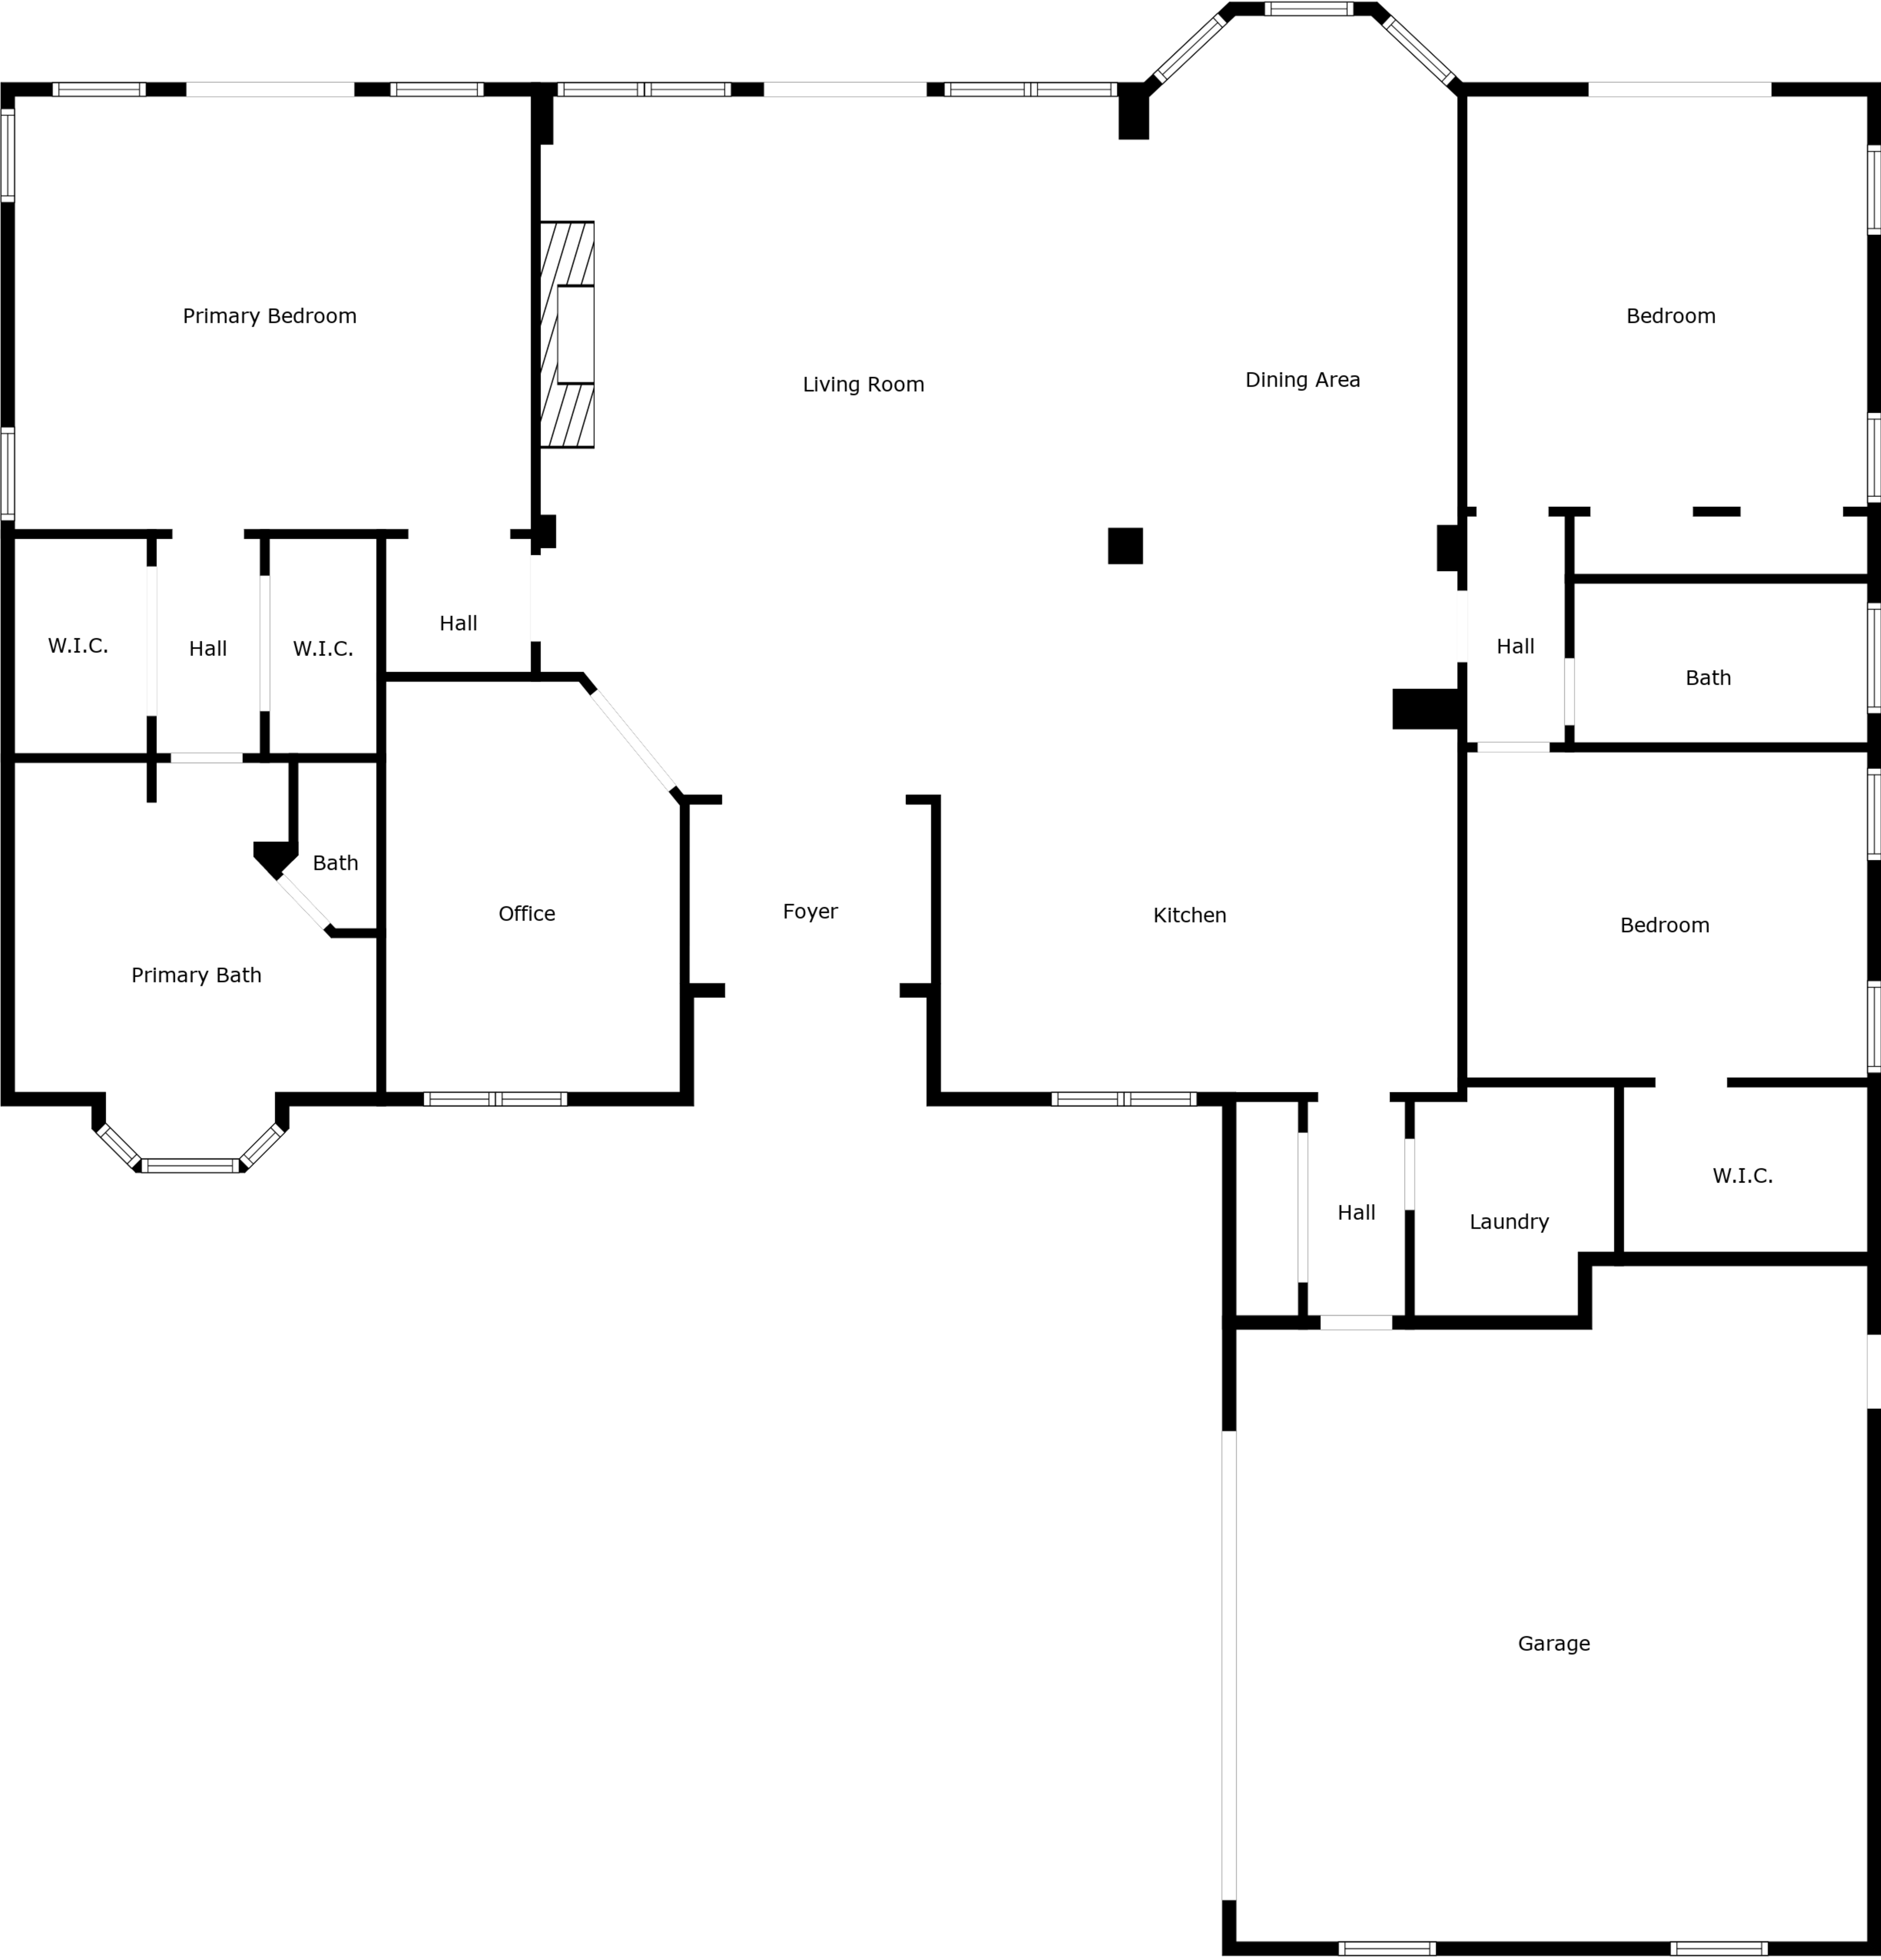 Primary Bedroom
Bedroom
Living Room
Dining Area
Hall
W.I.C.
Hall
W.I.C.
Hall
Bath
Bath
Office
Foyer
Kitchen
Bedroom
Primary Bath
W.I.C.
Hall
Laundry
Garage